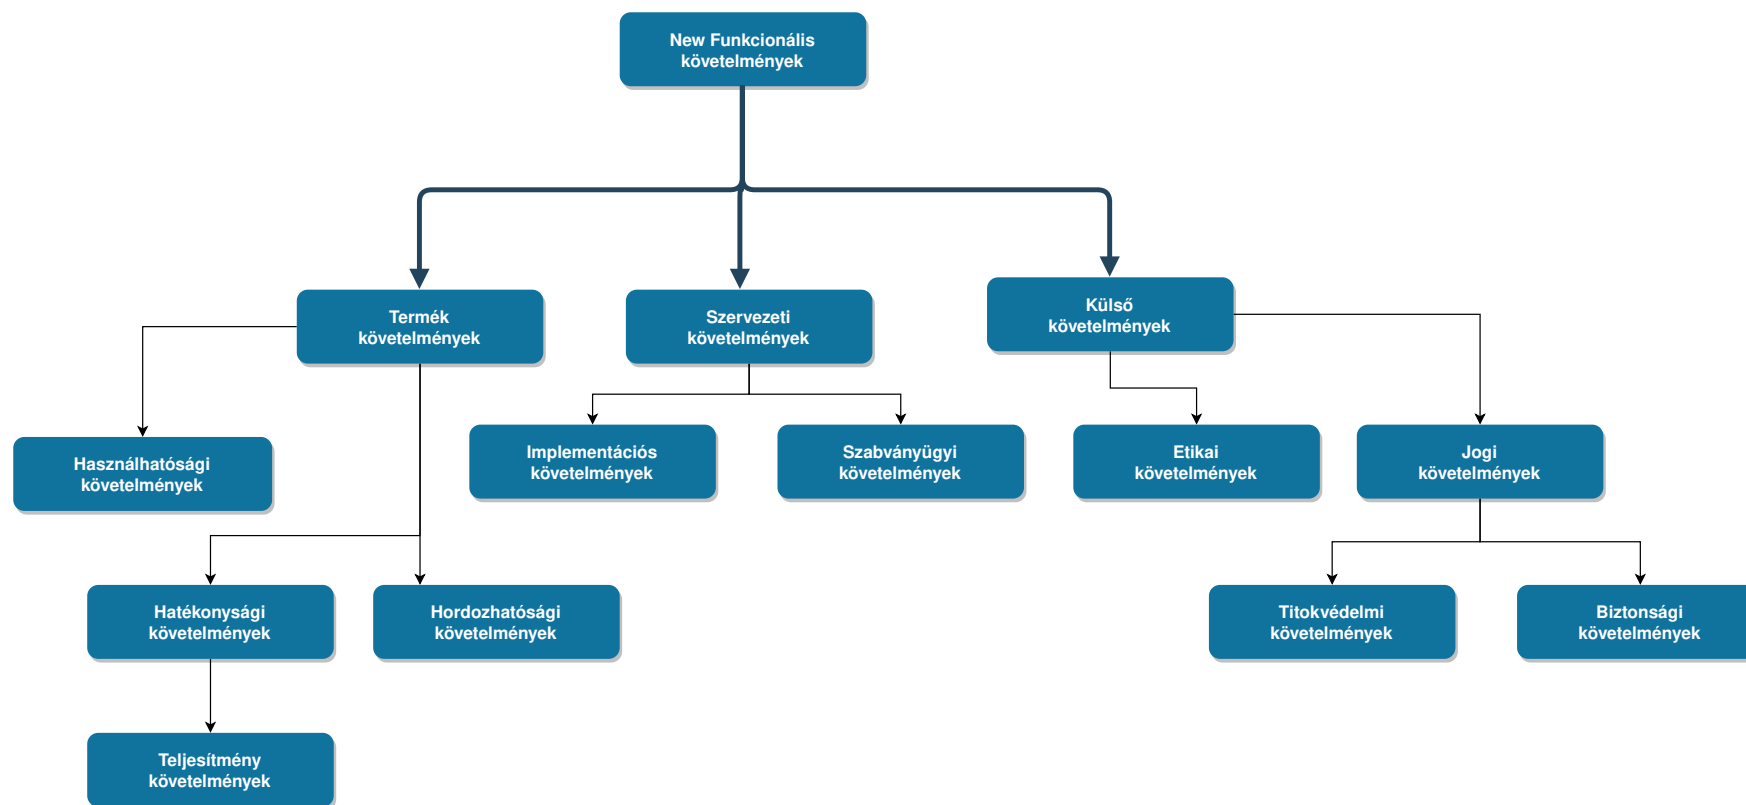 New Funkcionális
követelmények
Termék
követelmények
Szervezeti
követelmények
Külső
követelmények
Használhatósági
követelmények
Implementációs
követelmények
Szabványügyi
követelmények
Etikai
követelmények
Jogi
követelmények
Hatékonysági
követelmények
Hordozhatósági
követelmények
Titokvédelmi
követelmények
Biztonsági
követelmények
Teljesítmény
követelmények